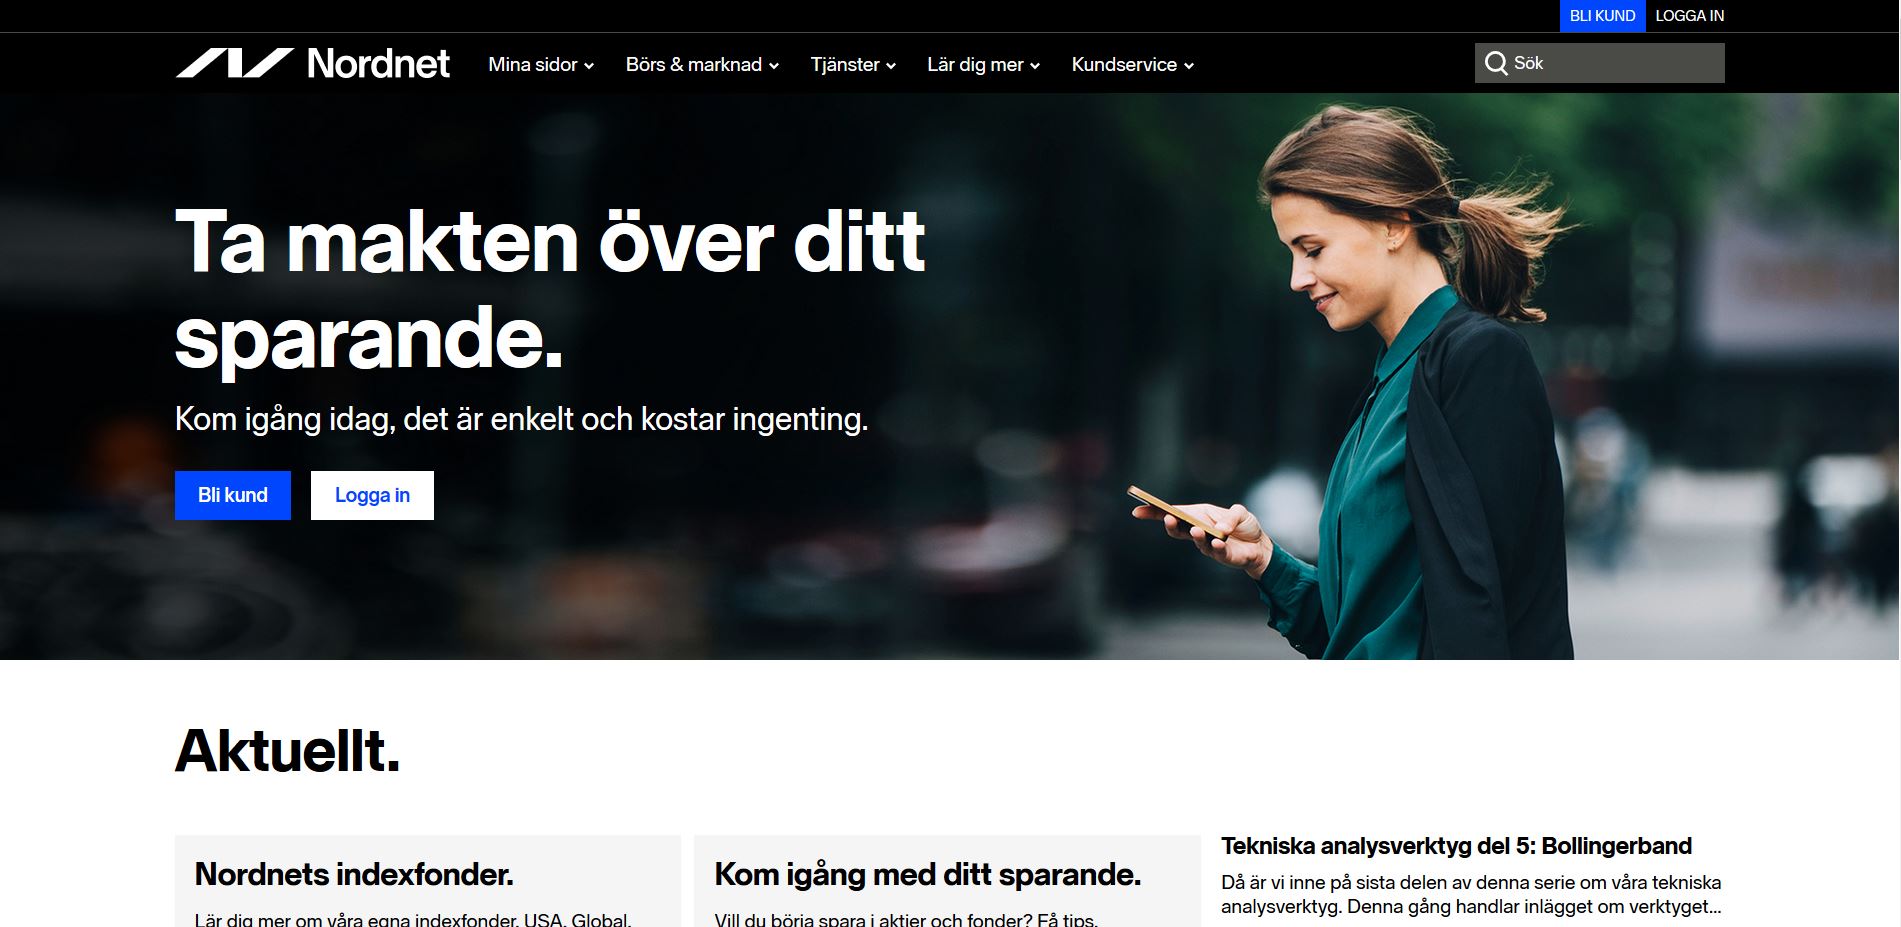 BLI KUND LOGGA IN
Nordnet Mina sidor Börs & marknad Tjänster Lär dig mer Kundservice Sök
Ta makten över ditt
sparande.
Kom igång idag, det är enkelt och kostar ingenting.
Bli kund Logga in
Aktuellt.
Nordnets indexfonder.
Lär dig mer om våra egna indexfonder. USA, Global,
Kom igång med ditt sparande.
Vill du börja spara i aktier och fonder? Få tips,
Tekniska analysverktyg del 5: Bollingerband
Då är vi inne på sista delen av denna serie om våra tekniska
analysverktyg. Denna gång handlar inlägget om verktyget...